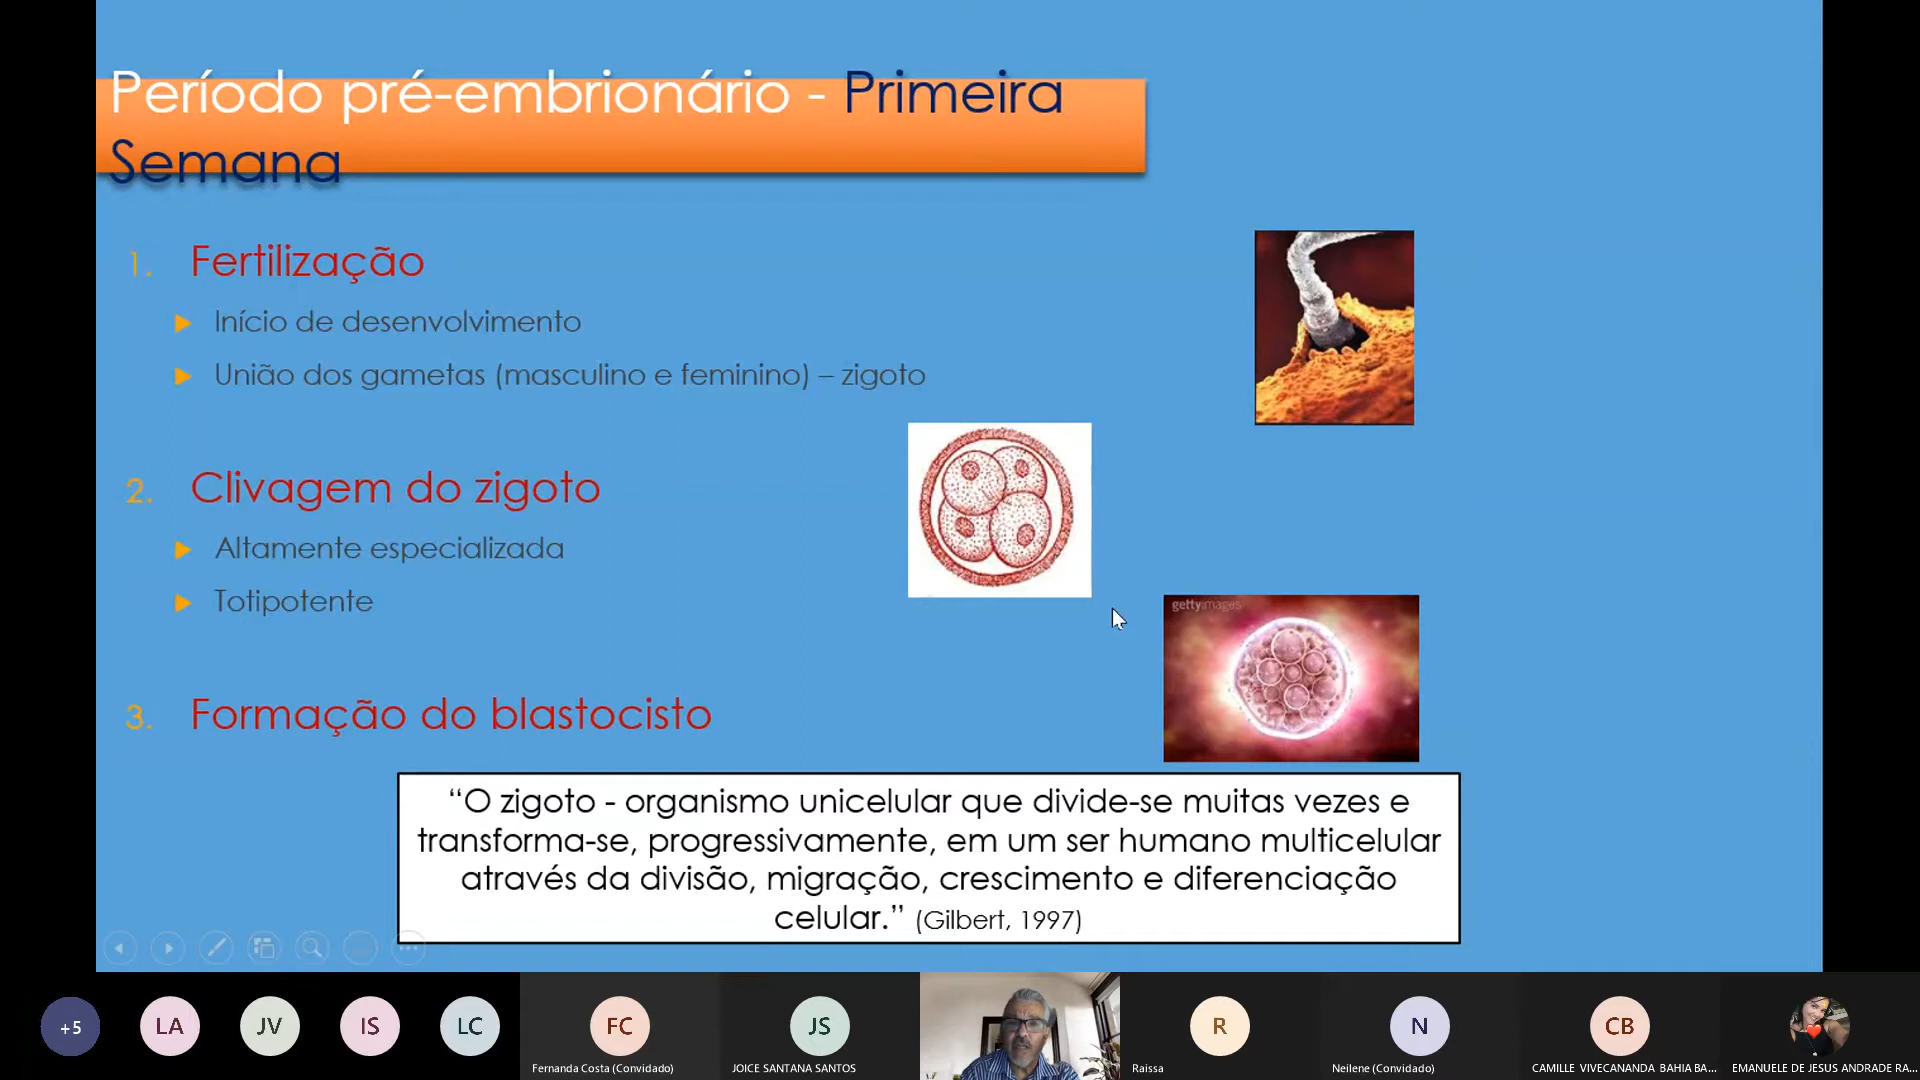 Período pré-embrionário - Primeira
Semana
1. Fertilização
Início de desenvolvimento
União dos gametas (masculino e feminino) – zigoto
2. Clivagem do zigoto
Altamente especializada
Totipotente
gettyimages
3. Formação do blastocisto
“O zigoto - organismo unicelular que divide-se muitas vezes e
transforma-se, progressivamente, em um ser humano multicelular
através da divisão, migração, crescimento e diferenciação
celular.” (Gilbert, 1997)
+5 LA JV IS LC FC JS R N CB
Fernanda Costa (Convidado) JOICE SANTANA SANTOS Raissa Neilene (Convidado) CAMILLE VIVECANANDA BAHIA BA... EMANUELE DE JESUS ANDRADE RA...